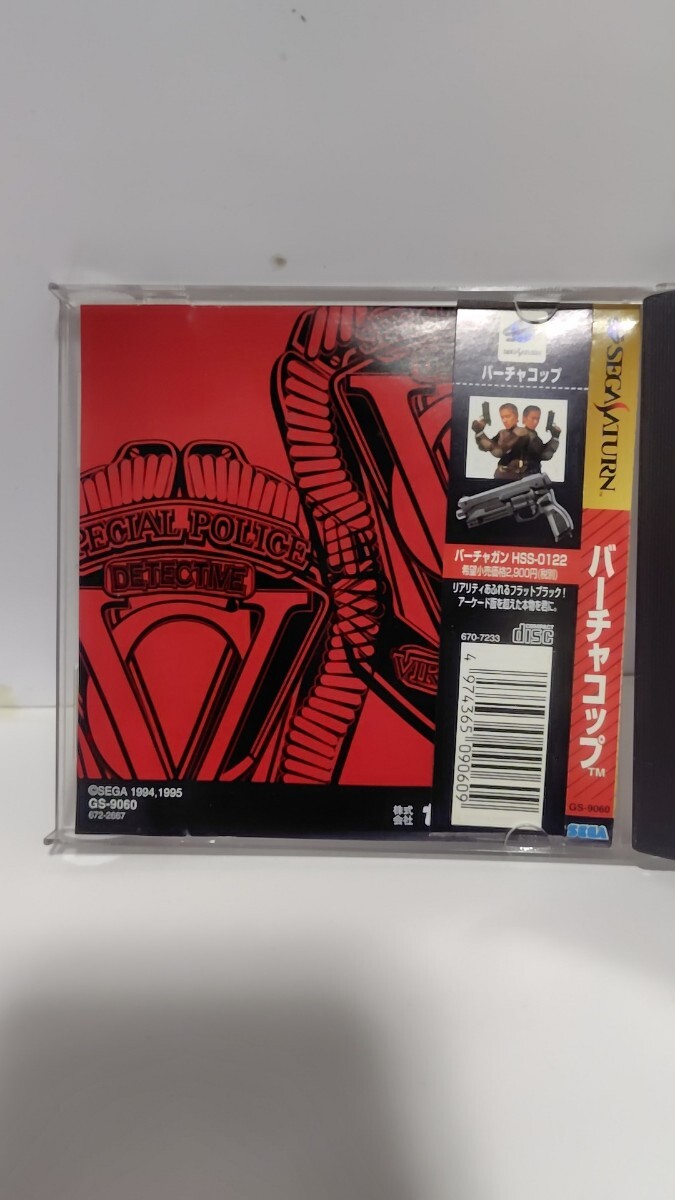 SPECIAL POLICE
DETECTIVE
VIR
©SEGA 1994,1995
GS-9060
672-2667
株式
会社
バーチャコップ
バーチャガン HSS-0122
希望小売価格2,900円(税別)
リアリティあふれるフラットブラック!
アーケード版を超えた本物を君に。
670-7233
COMPACT
disc
4 974365 090609
SEGA SATURN
TM
バーチャコップ
TM
GS-9060
SEGA